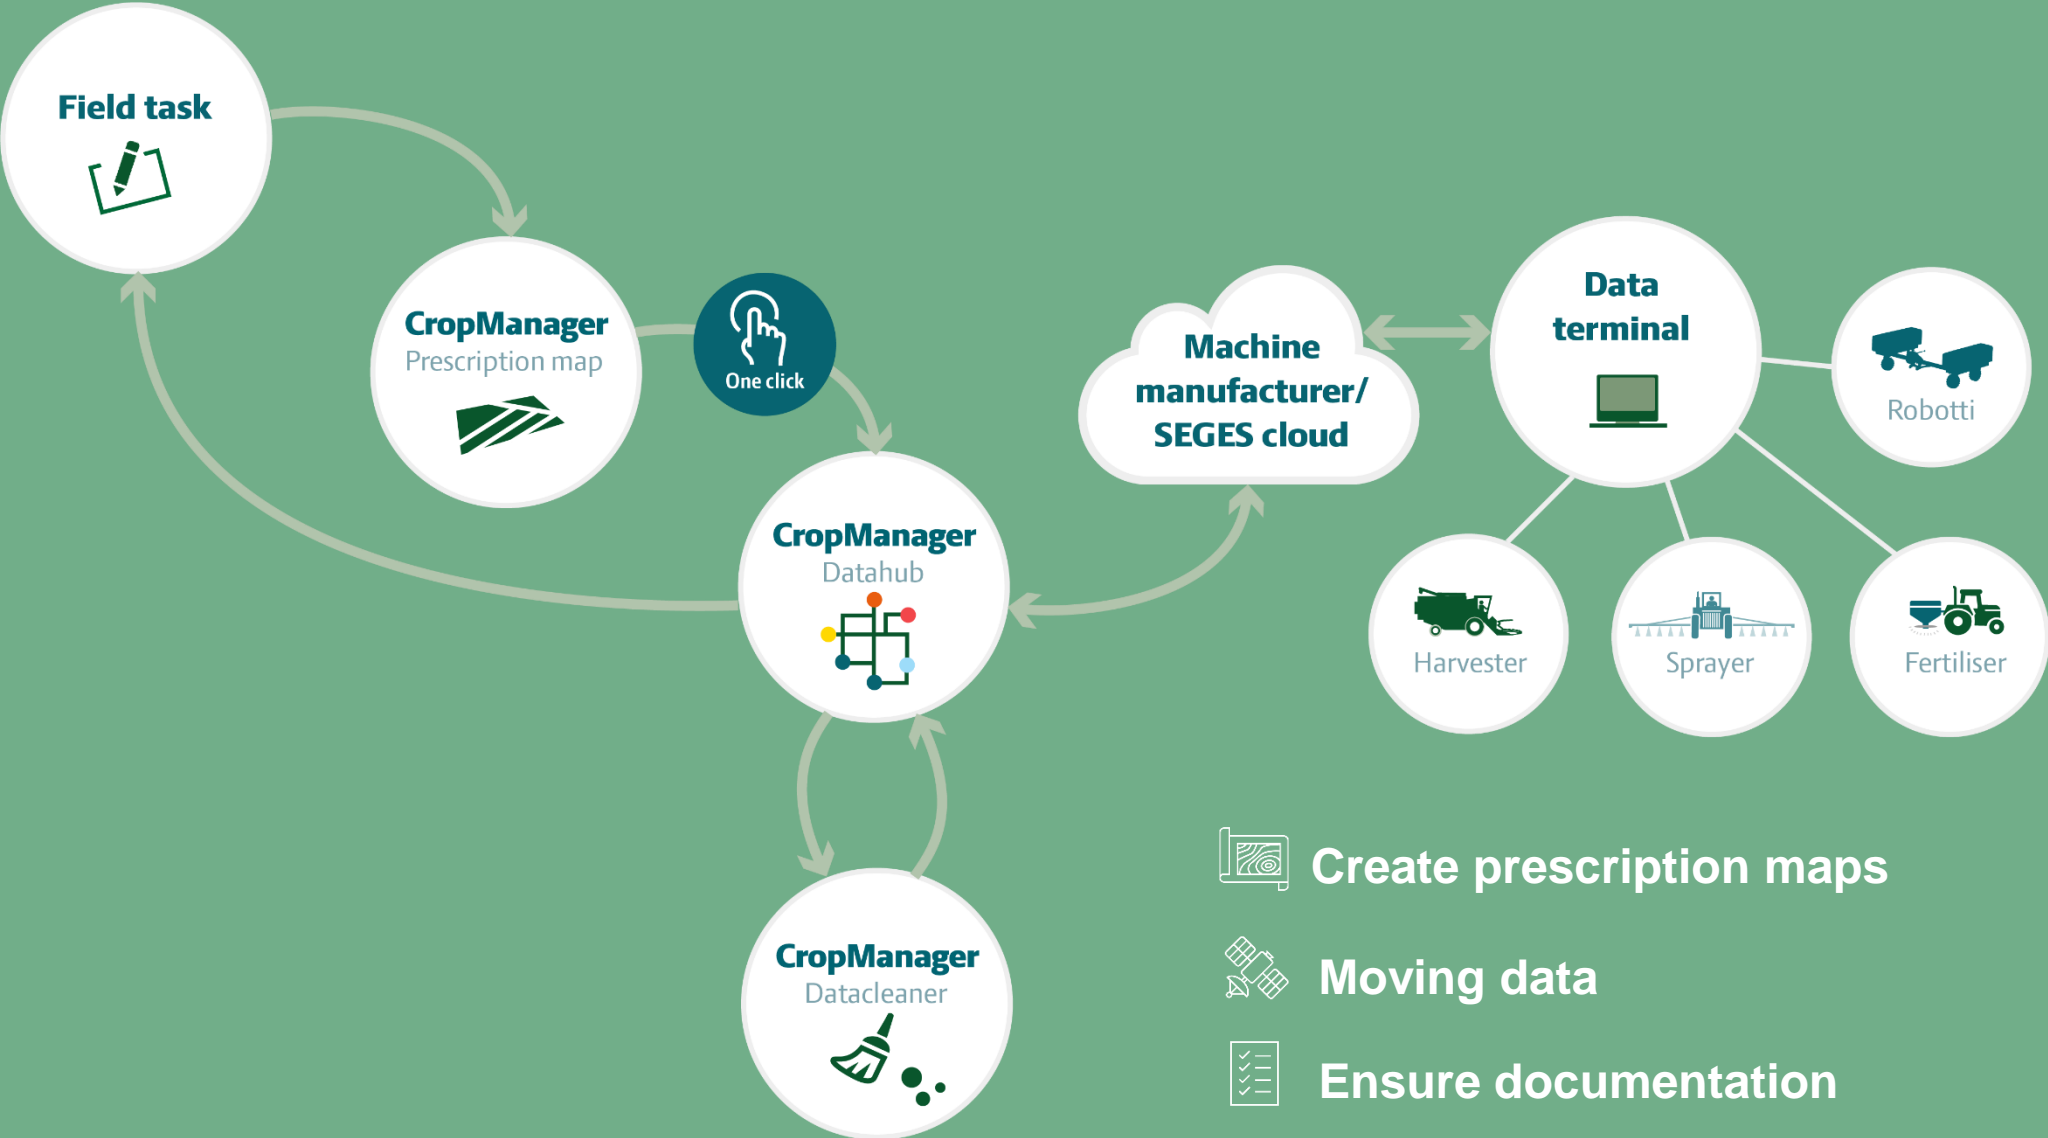 Field task
CropManager
Prescription map
One click
CropManager
Datahub
CropManager
Datacleaner
Machine
manufacturer/
SEGES cloud
Data
terminal
Robotti
Harvester
Sprayer
Fertiliser
Create prescription maps
Moving data
Ensure documentation